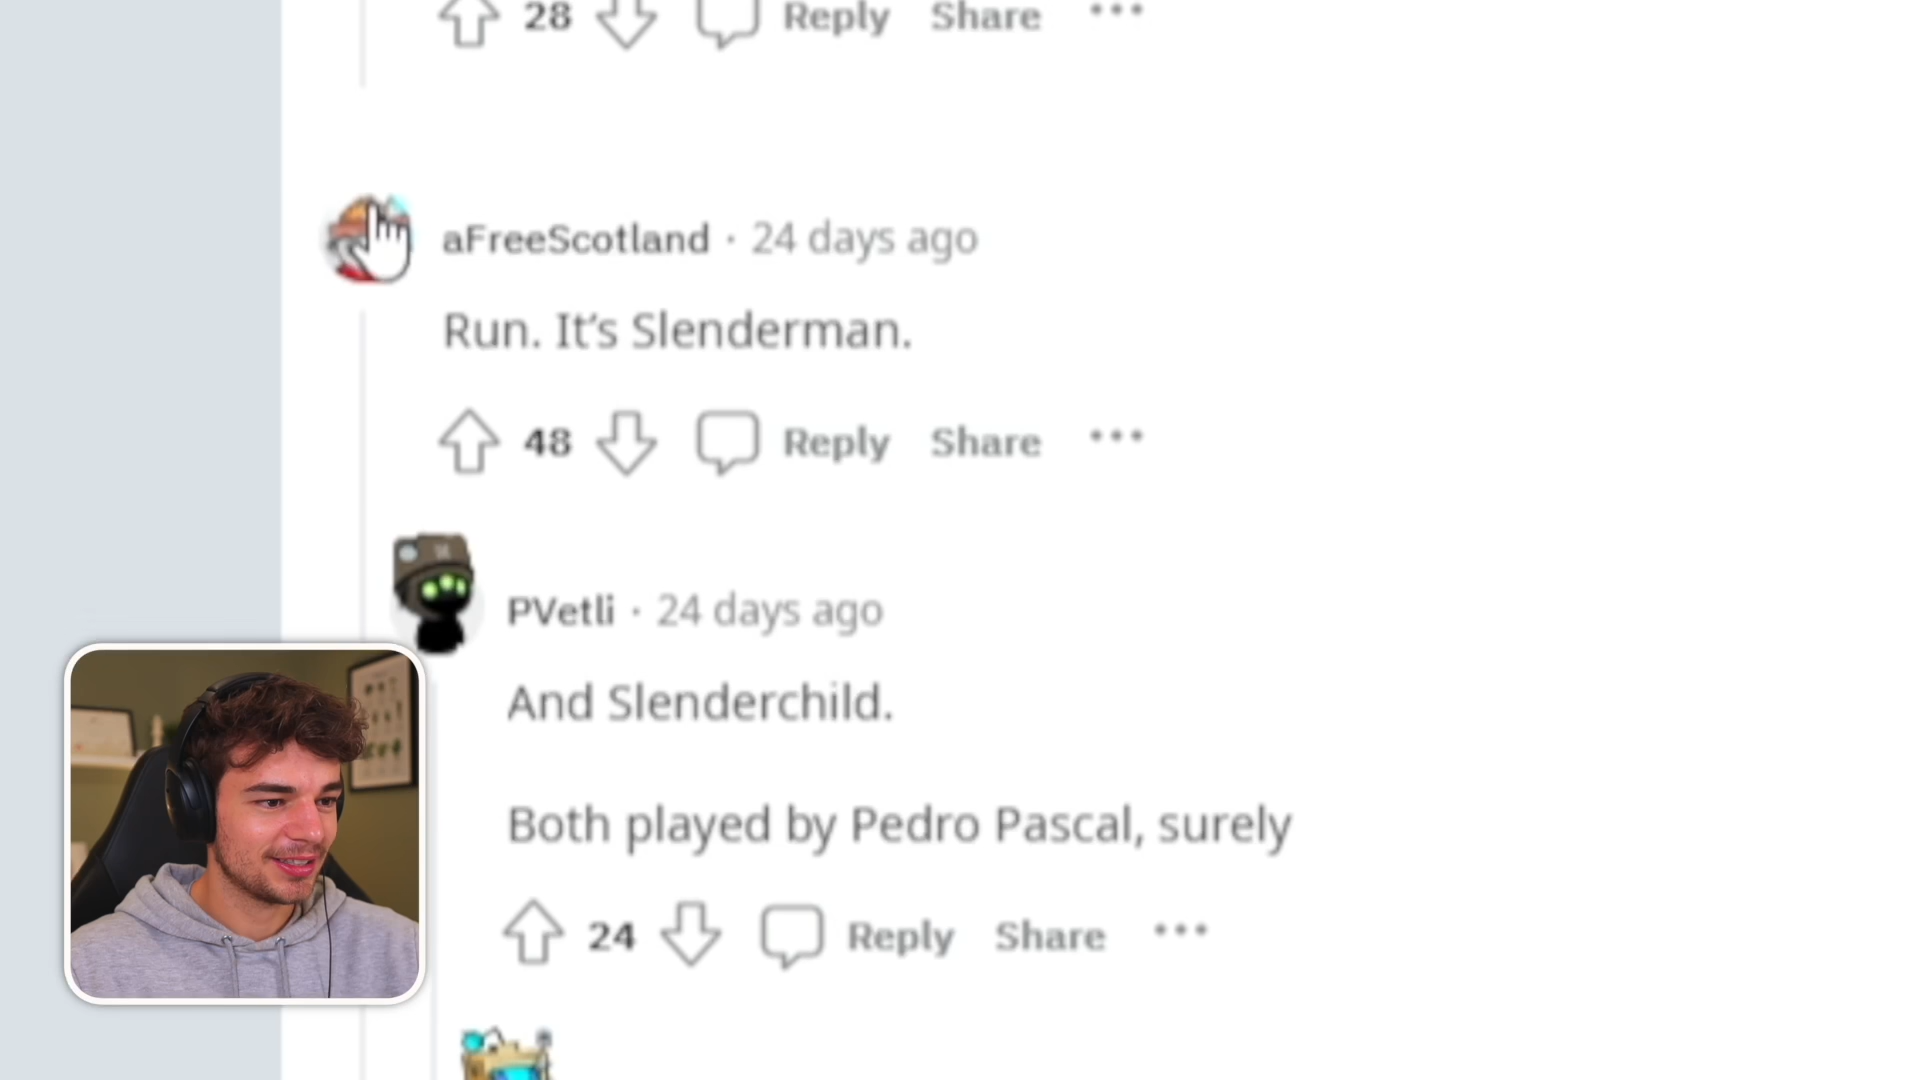 28 Reply Share
aFreeScotland · 24 days ago
Run. It’s Slenderman.
48 Reply Share
PVetli · 24 days ago
And Slenderchild.
Both played by Pedro Pascal, surely
24 Reply Share